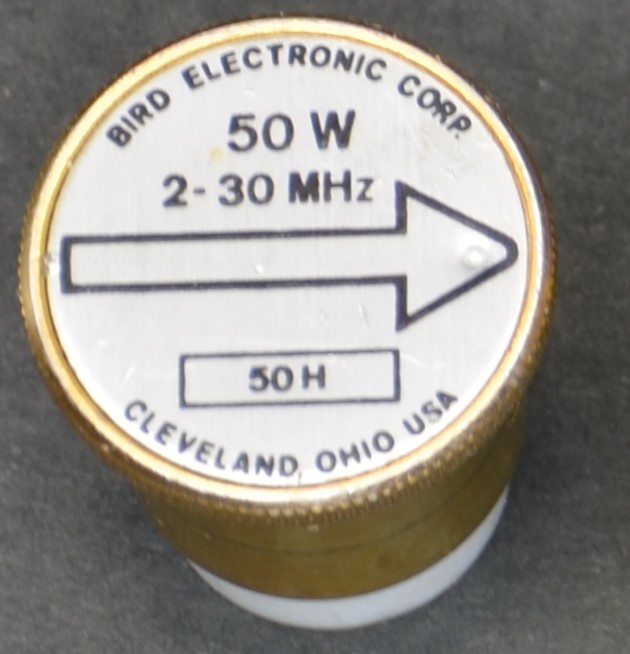 BIRD ELECTRONIC CORP.
50 W
2-30 MHz
50H
CLEVELAND, OHIO USA